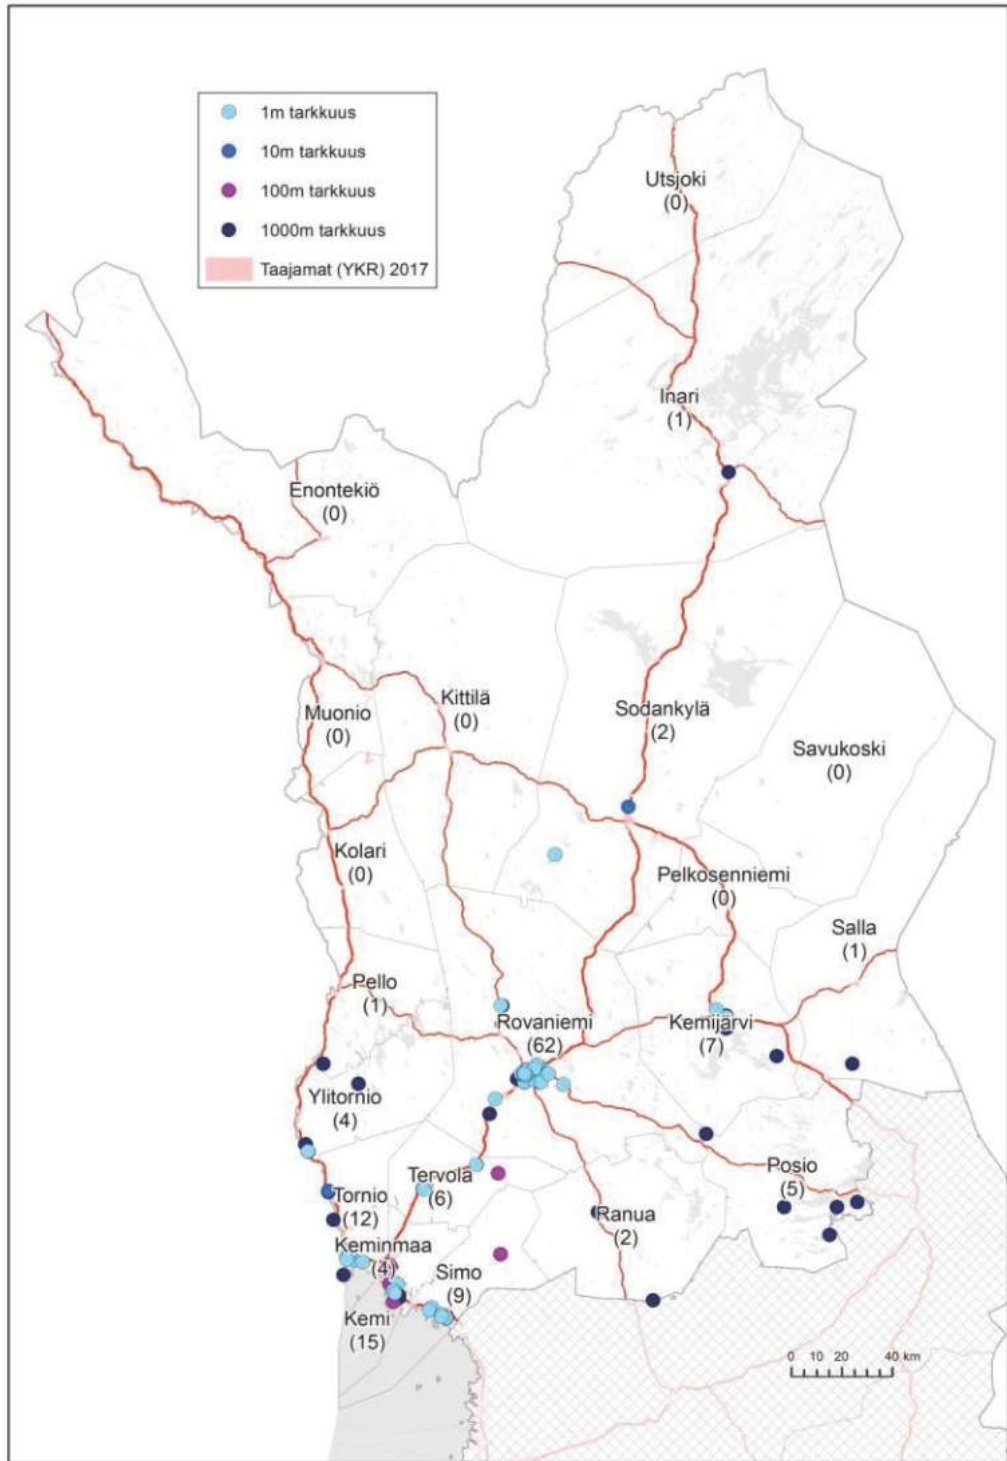 1m tarkkuus
10m tarkkuus
100m tarkkuus
1000m tarkkuus
Taajamat (YKR) 2017
Utsjoki
(0)
Inari
(1)
Enontekiö
(0)
Kittilä
(0)
Muonio
(0)
Sodankylä
(2)
Savukoski
(0)
Kolari
(0)
Pelkosenniemi
(0)
Salla
(1)
Pello
(1)
Rovaniemi
(62)
Kemijärvi
(7)
Ylitornio
(4)
Tervola
(6)
Posio
(5)
Tornio
(12)
Ranua
(2)
Keminmaa
(4)
Simo
(9)
Kemi
(15)
0 10 20 40 km